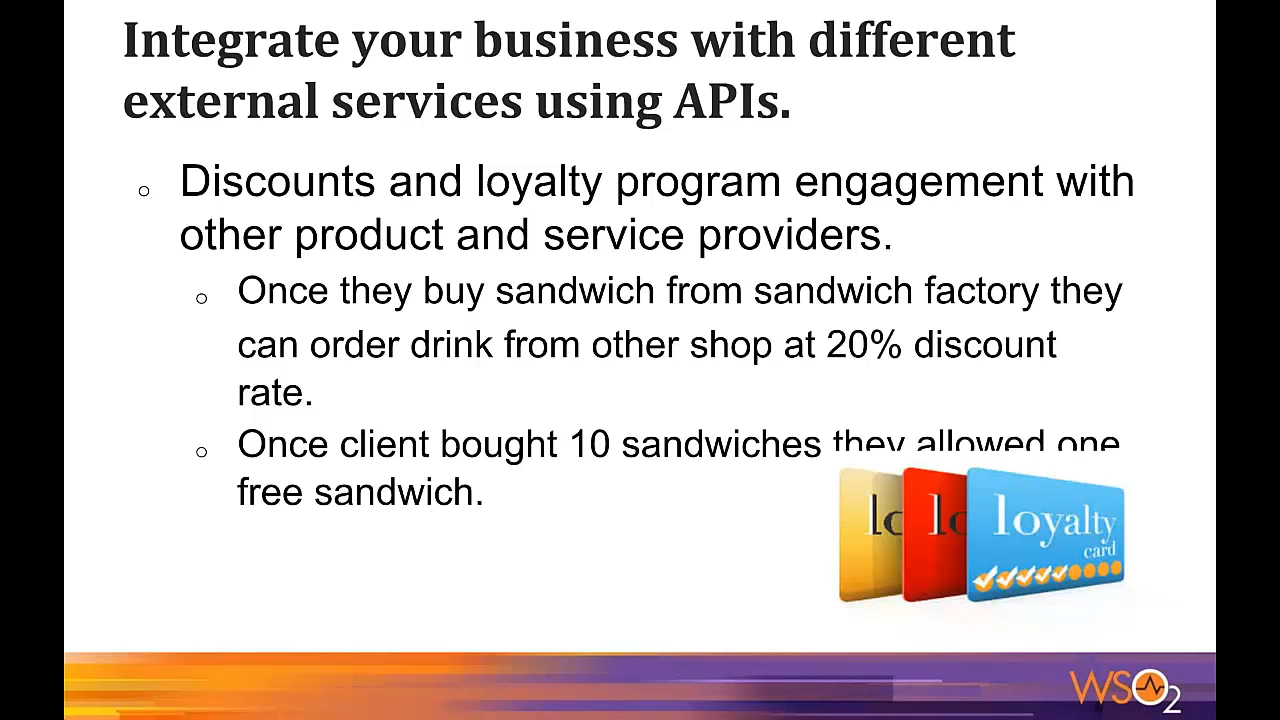 Integrate your business with different
external services using APIs.
Discounts and loyalty program engagement with
other product and service providers.
Once they buy sandwich from sandwich factory they
can order drink from other shop at 20% discount
rate.
Once client bought 10 sandwiches they allowed one
free sandwich.
lo
lo
loyalty
card
WSO2